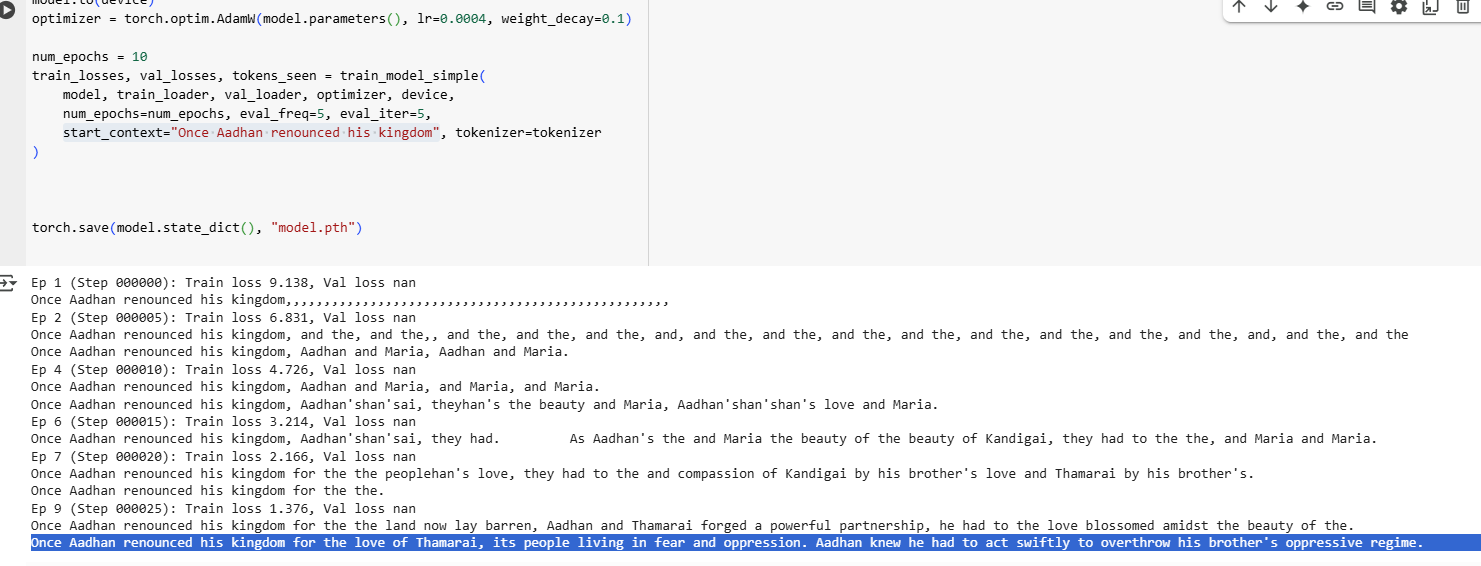 model.to(device)
optimizer = torch.optim.AdamW(model.parameters(), lr=0.0004, weight_decay=0.1)
num_epochs = 10
train_losses, val_losses, tokens_seen = train_model_simple(
model, train_loader, val_loader, optimizer, device,
num_epochs=num_epochs, eval_freq=5, eval_iter=5,
start_context="Once Aadhan renounced his kingdom", tokenizer=tokenizer
)
torch.save(model.state_dict(), "model.pth")
Ep 1 (Step 000000): Train loss 9.138, Val loss nan
Once Aadhan renounced his kingdom,,,,,,,,,,,,,,,,,,,,,,,,,,,,,,,,,,,,,,,,,,,,,,,,,,
Ep 2 (Step 000005): Train loss 6.831, Val loss nan
Once Aadhan renounced his kingdom, and the, and the,, and the, and the, and the, and, and the, and the, and the, and the, and the, and the, and the, and the, and, and the, and the
Once Aadhan renounced his kingdom, Aadhan and Maria, Aadhan and Maria.
Ep 4 (Step 000010): Train loss 4.726, Val loss nan
Once Aadhan renounced his kingdom, Aadhan and Maria, and Maria, and Maria.
Once Aadhan renounced his kingdom, Aadhan'shan'sai, theyhan's the beauty and Maria, Aadhan'shan'shan's love and Maria.
Ep 6 (Step 000015): Train loss 3.214, Val loss nan
Once Aadhan renounced his kingdom, Aadhan'shan'sai, they had.         As Aadhan's the and Maria the beauty of the beauty of Kandigai, they had to the the, and Maria and Maria.
Ep 7 (Step 000020): Train loss 2.166, Val loss nan
Once Aadhan renounced his kingdom for the the peoplehan's love, they had to the and compassion of Kandigai by his brother's love and Thamarai by his brother's.
Once Aadhan renounced his kingdom for the the.
Ep 9 (Step 000025): Train loss 1.376, Val loss nan
Once Aadhan renounced his kingdom for the the land now lay barren, Aadhan and Thamarai forged a powerful partnership, he had to the love blossomed amidst the beauty of the.
Once Aadhan renounced his kingdom for the love of Thamarai, its people living in fear and oppression. Aadhan knew he had to act swiftly to overthrow his brother's oppressive regime.